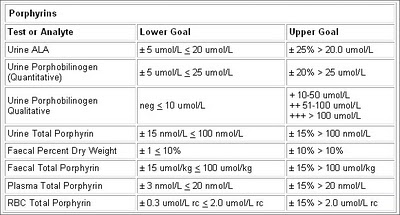 Porphyrins
Test or Analyte Lower Goal Upper Goal
Urine ALA ± 5 umol/L ≤ 20 umol/L ± 25% > 20.0 umol/L
Urine Porphobilinogen
(Quantitative) ± 5 umol/L ≤ 25 umol/L ± 20% > 25 umol/L
Urine Porphobilinogen
Qualitative neg ≤ 10 umol/L + 10-50 umol/L
++ 51-100 umol/L
+++ > 100 umol/L
Urine Total Porphyrin ± 15 nmol/L ≤ 100 nmol/L ± 15% > 100 nmol/L
Faecal Percent Dry Weight ± 1 ≤ 10% ± 10% > 10%
Faecal Total Porphyrin ± 15 umol/kg ≤ 100 umol/kg ± 15% > 100 umol/kg
Plasma Total Porphyrin ± 3 nmol/L ≤ 20 nmol/L ± 15% > 20 nmol/L
RBC Total Porphyrin ± 0.3 umol/L rc ≤ 2.0 umol/L rc ± 15% > 2.0 umol/L rc